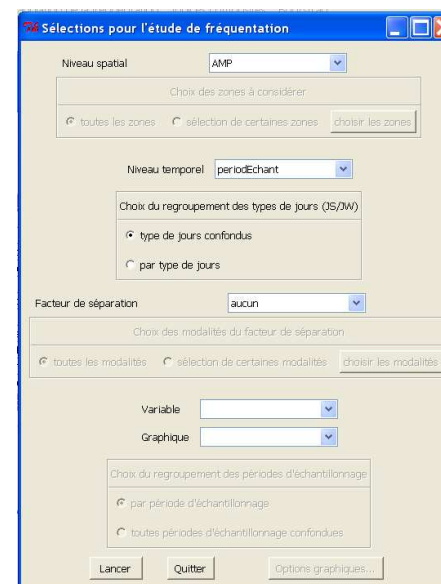 Sélections pour l'étude de fréquentation
Niveau spatial AMP
Choix des zones à considérer
toutes les zones sélection de certaines zones choisir les zones
Niveau temporel periodEchant
Choix du regroupement des types de jours (JS/JW)
type de jours confondus
par type de jours
Facteur de séparation aucun
Choix des modalités du facteur de séparation
toutes les modalités sélection de certaines modalités choisir les modalités
Variable
Graphique
Choix du regroupement des périodes d'échantillonnage
par période d'échantillonnage
toutes périodes d'échantillonnage confondues
Lancer Quitter Options graphiques...